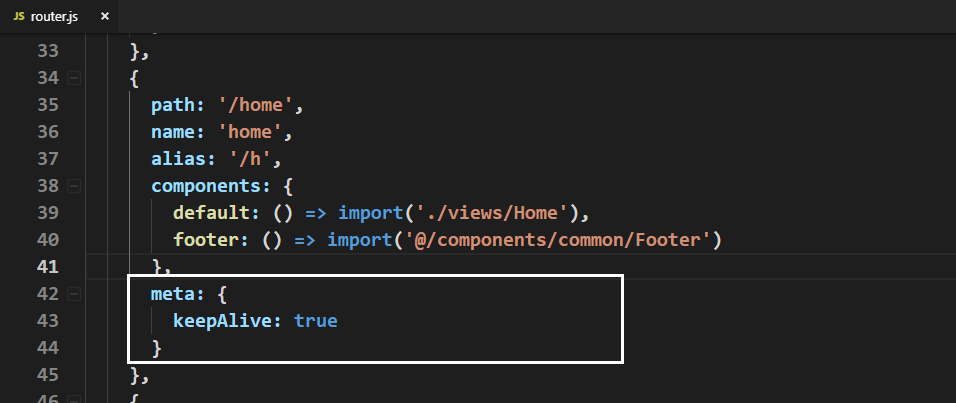 JS router.js ×
33 },
34 {
35 path: '/home',
36 name: 'home',
37 alias: '/h',
38 components: {
39 default: () => import('./views/Home'),
40 footer: () => import('@/components/common/Footer')
41 },
42 meta: {
43 keepAlive: true
44 }
45 },
46 {